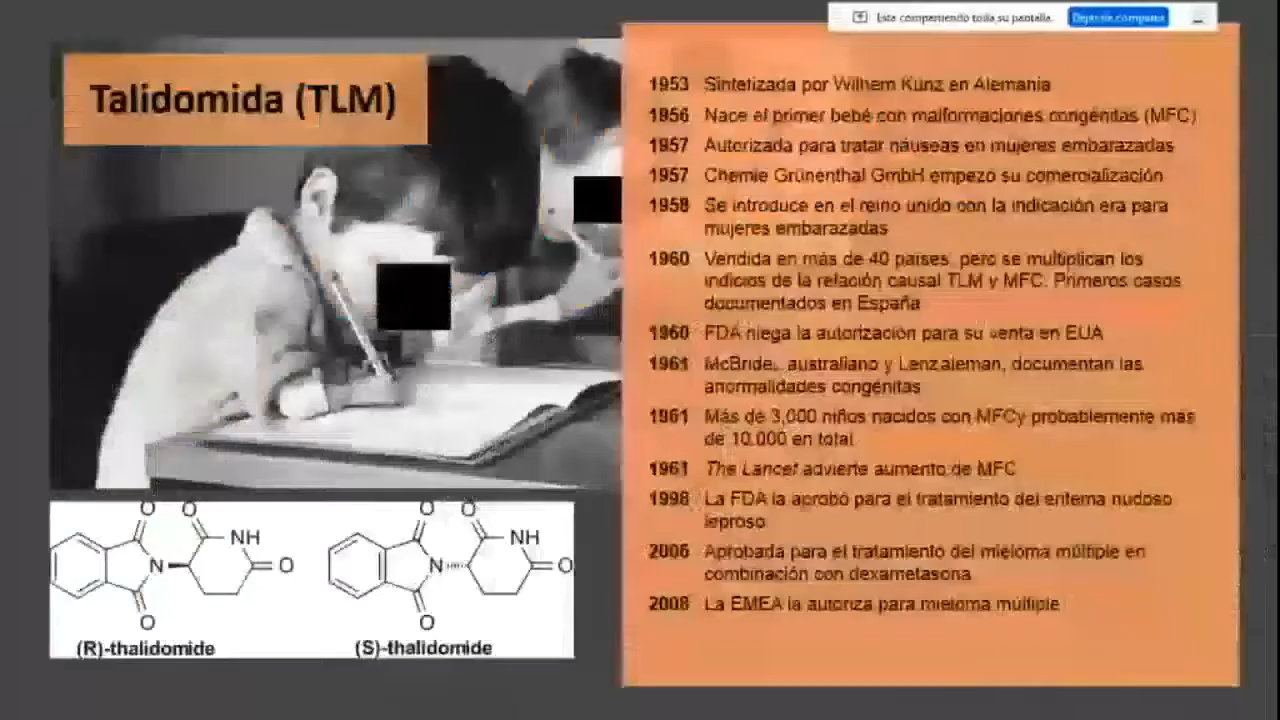 Esta compartiendo toda su pantalla.
Dejar de compartir
Talidomida (TLM)
1953 Sintetizada por Wilhem Kunz en Alemania
1956 Nace el primer bebé con malformaciones congénitas (MFC)
1957 Autorizada para tratar náuseas en mujeres embarazadas
1957 Chemie Grünenthal GmbH empezó su comercialización
1958 Se introduce en el reino unido con la indicación era para
mujeres embarazadas
1960 Vendida en más de 40 países, pero se multiplican los
indicios de la relación causal TLM y MFC. Primeros casos
documentados en España
1960 FDA niega la autorización para su venta en EUA
1961 McBride, australiano y Lenz aleman, documentan las
anormalidades congénitas
1961 Más de 3,000 niños nacidos con MFCy probablemente más
de 10,000 en total
1961 The Lancet advierte aumento de MFC
1998 La FDA la aprobó para el tratamiento del eritema nudoso
leproso
2006 Aprobada para el tratamiento del mieloma múltiple en
combinación con dexametasona
2008 La EMEA la autoriza para mieloma múltiple
O O NH O N O
(R)-thalidomide
O O NH O N O
(S)-thalidomide